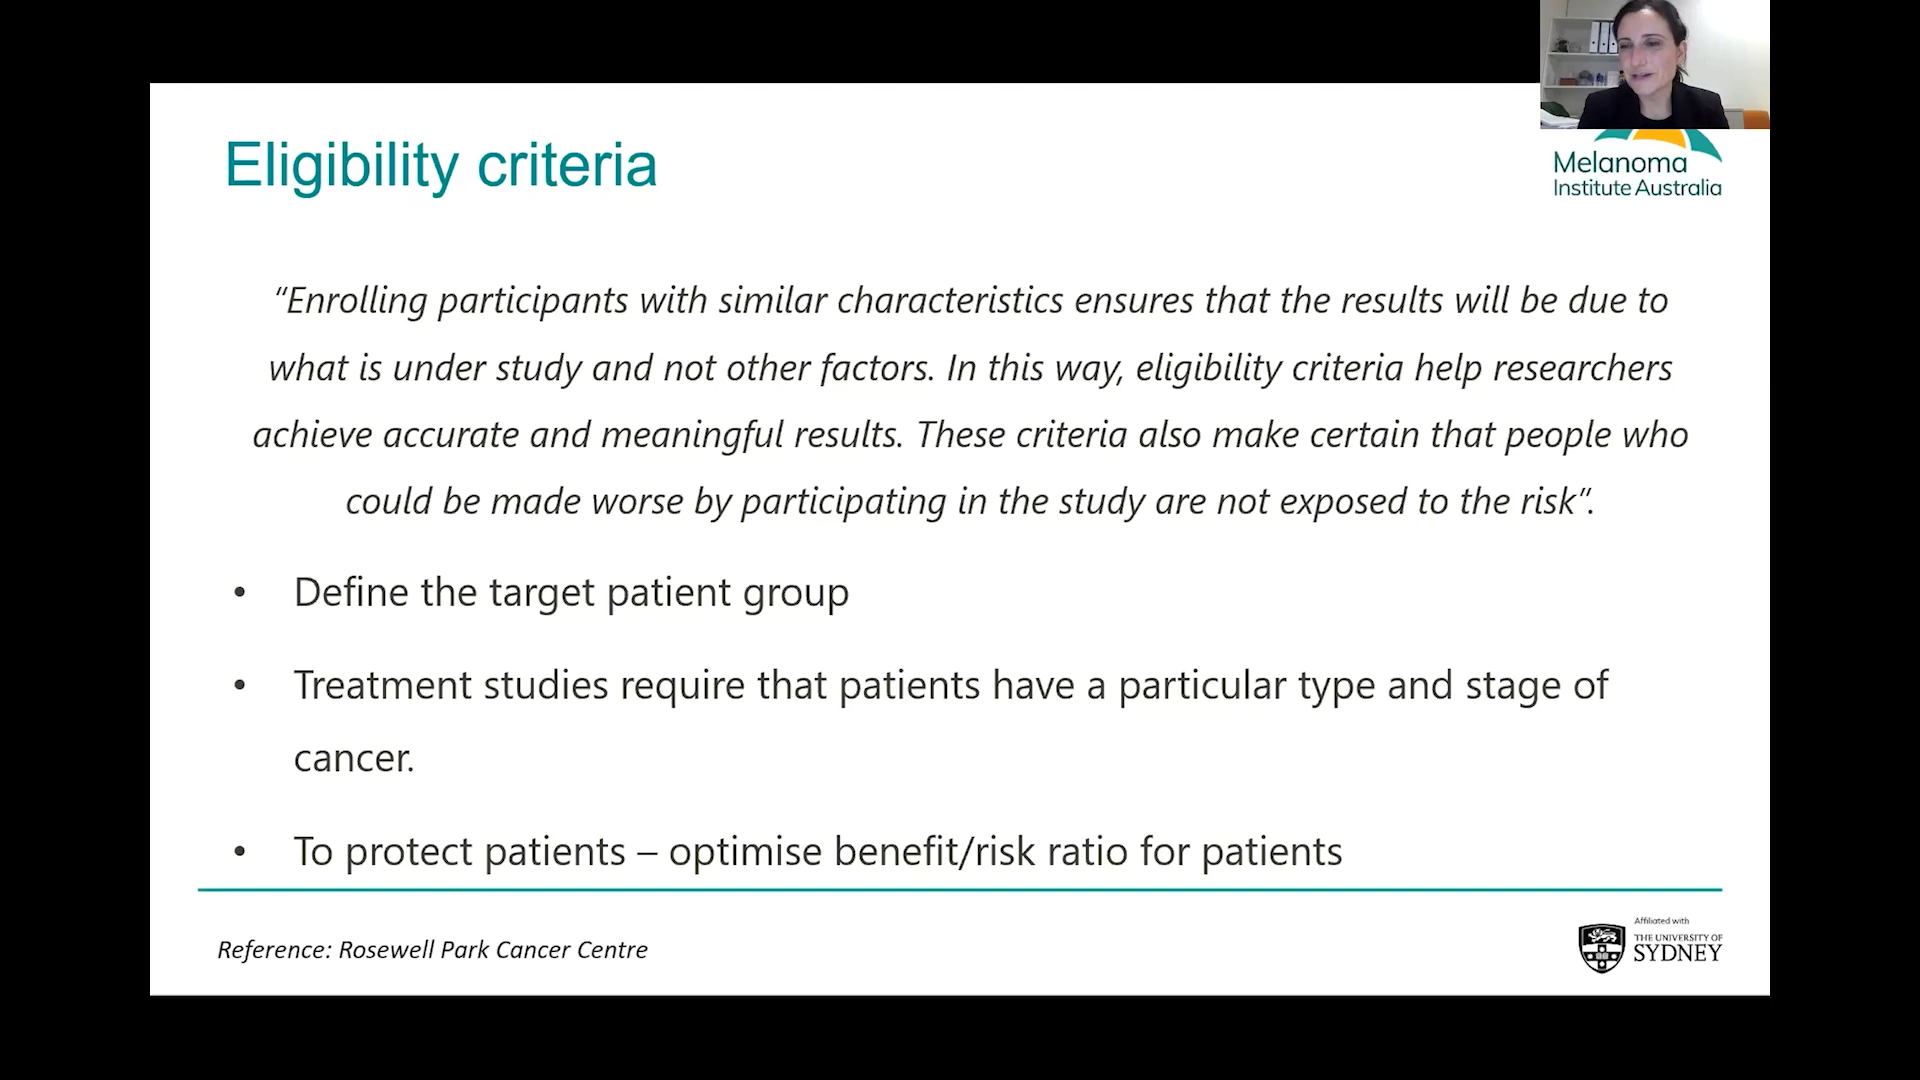 Eligibility criteria
Melanoma
Institute Australia
“Enrolling participants with similar characteristics ensures that the results will be due to
what is under study and not other factors. In this way, eligibility criteria help researchers
achieve accurate and meaningful results. These criteria also make certain that people who
could be made worse by participating in the study are not exposed to the risk”.
• Define the target patient group
• Treatment studies require that patients have a particular type and stage of
cancer.
• To protect patients – optimise benefit/risk ratio for patients
Reference: Rosewell Park Cancer Centre
Affiliated with
THE UNIVERSITY OF
SYDNEY